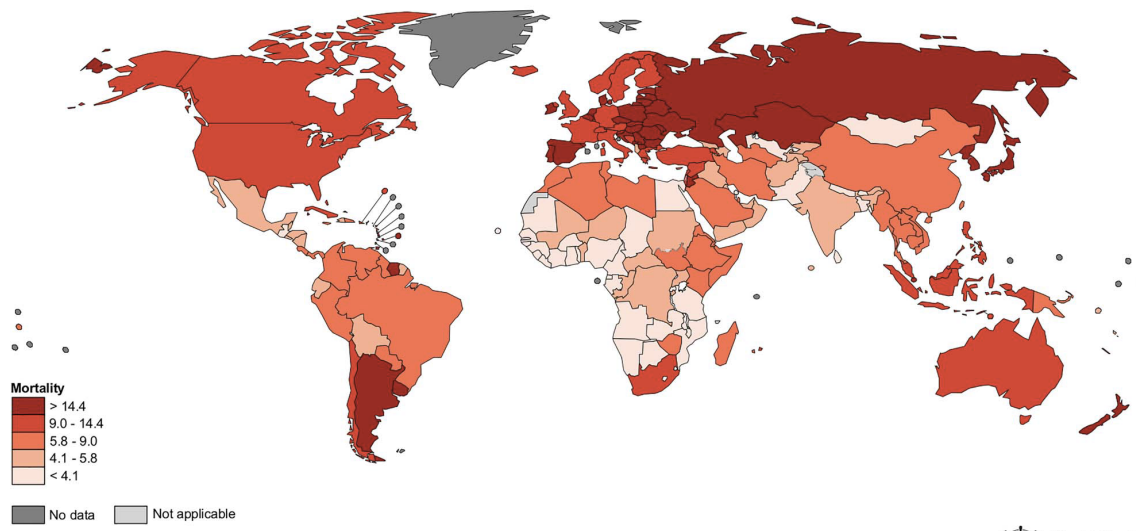 Mortality
> 14.4
9.0 - 14.4
5.8 - 9.0
4.1 - 5.8
< 4.1
No data
Not applicable